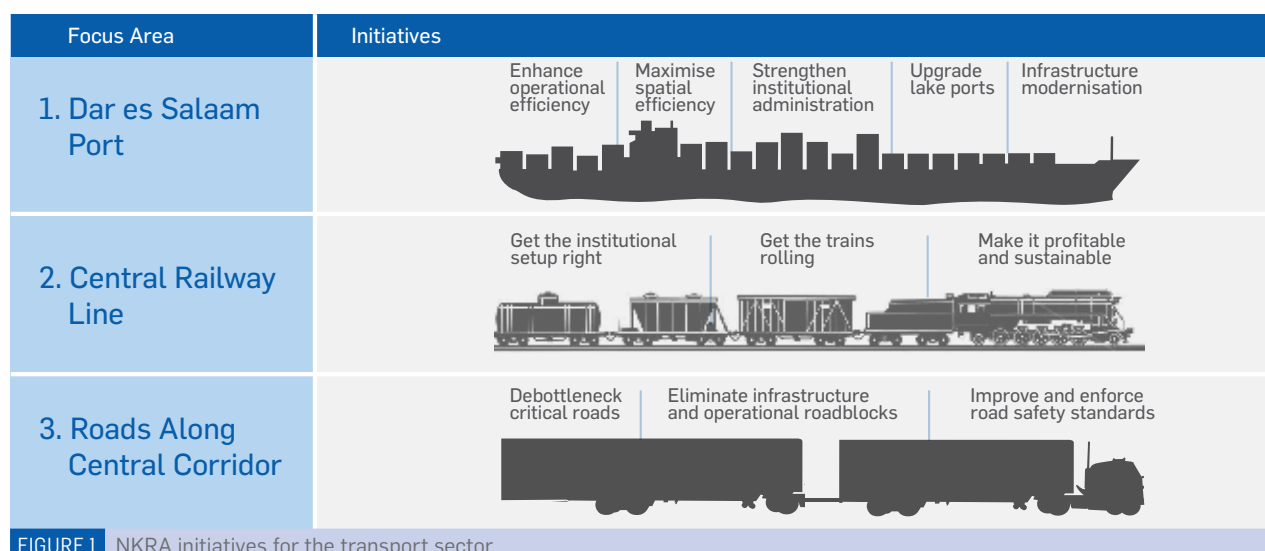 Focus Area
Initiatives
1. Dar es Salaam
Port
Enhance
operational
efficiency
Maximise
spatial
efficiency
Strengthen
institutional
administration
Upgrade
lake ports
Infrastructure
modernisation
2. Central Railway
Line
Get the institutional
setup right
Get the trains
rolling
Make it profitable
and sustainable
3. Roads Along
Central Corridor
Debottleneck
critical roads
Eliminate infrastructure
and operational roadblocks
Improve and enforce
road safety standards
FIGURE 1 NKRA initiatives for the transport sector